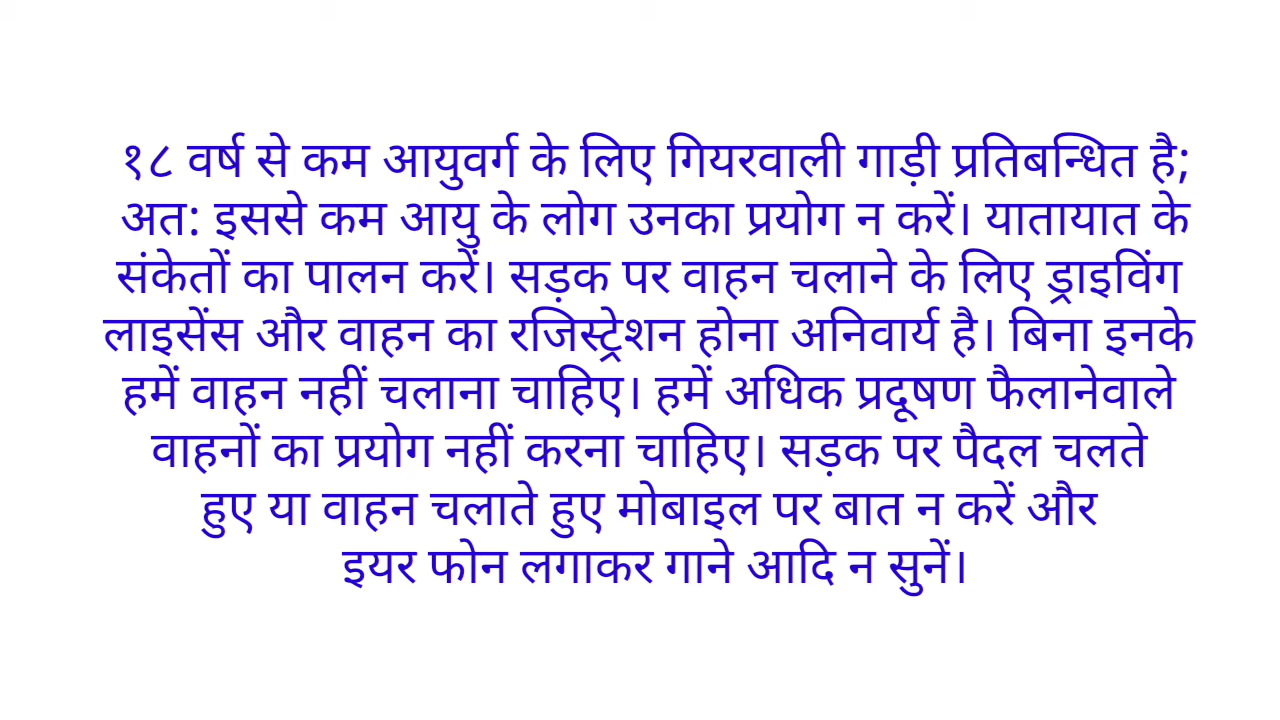 १८ वर्ष से कम आयुवर्ग के लिए गियरवाली गाड़ी प्रतिबन्धित है;
अत: इससे कम आयु के लोग उनका प्रयोग न करें। यातायात के
संकेतों का पालन करें। सड़क पर वाहन चलाने के लिए ड्राइविंग
लाइसेंस और वाहन का रजिस्ट्रेशन होना अनिवार्य है। बिना इनके
हमें वाहन नहीं चलाना चाहिए। हमें अधिक प्रदूषण फैलानेवाले
वाहनों का प्रयोग नहीं करना चाहिए। सड़क पर पैदल चलते
हुए या वाहन चलाते हुए मोबाइल पर बात न करें और
इयर फोन लगाकर गाने आदि न सुनें।